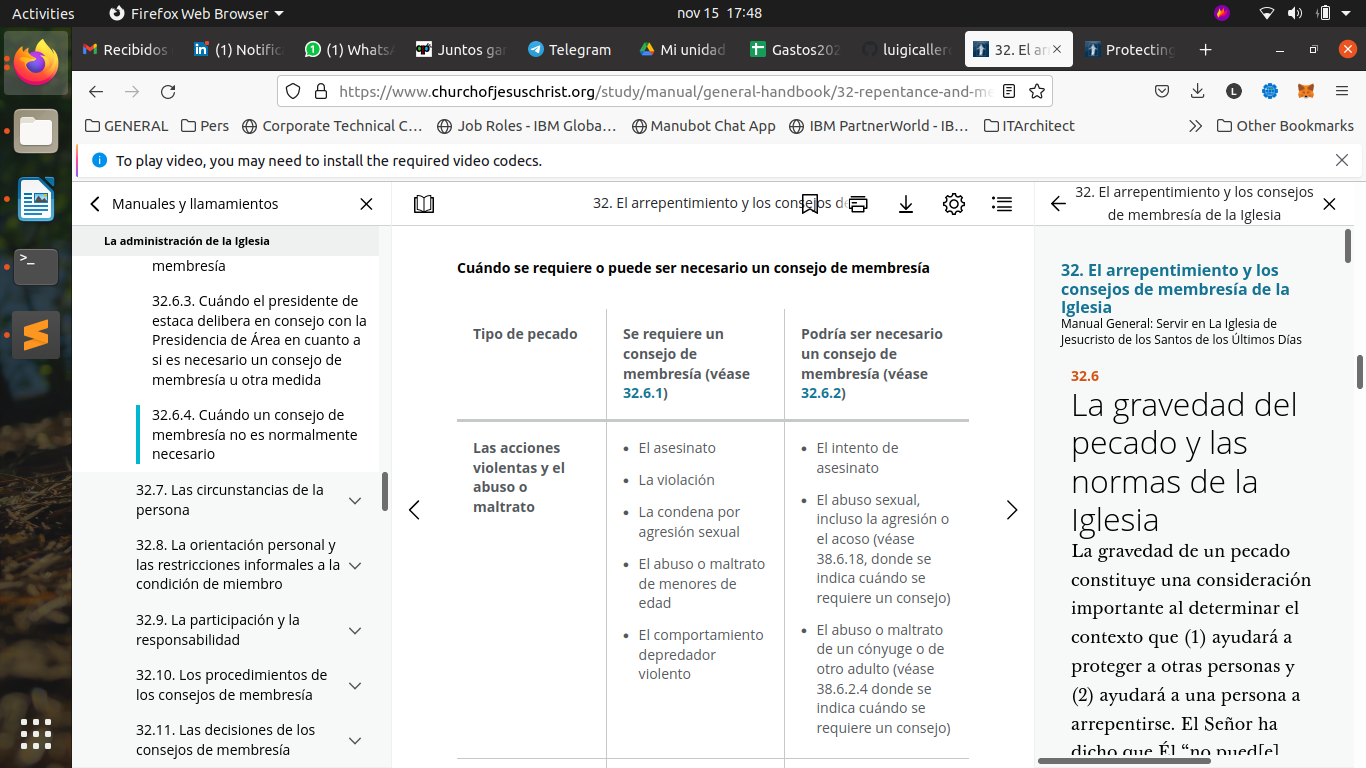 Activities
Firefox Web Browser
nov 15 17:48
Recibidos
(1) Notific
(1) WhatsA
Juntos gar
Telegram
Mi unidad
Gastos202
luigicaller
32. El arr
Protecting
https://www.churchofjesuschrist.org/study/manual/general-handbook/32-repentance-and-me
GENERAL
Pers
Corporate Technical C…
Job Roles - IBM Globa…
Manubot Chat App
IBM PartnerWorld - IB…
ITArchitect
Other Bookmarks
To play video, you may need to install the required video codecs.
Manuales y llamamientos
La administración de la Iglesia
membresía
32.6.3. Cuándo el presidente de
estaca delibera en consejo con la
Presidencia de Área en cuanto a
si es necesario un consejo de
membresía u otra medida
32.6.4. Cuándo un consejo de
membresía no es normalmente
necesario
32.7. Las circunstancias de la
persona
32.8. La orientación personal y
las restricciones informales a la
condición de miembro
32.9. La participación y la
responsabilidad
32.10. Los procedimientos de
los consejos de membresía
32.11. Las decisiones de los
consejos de membresía
32. El arrepentimiento y los consejos de
Cuándo se requiere o puede ser necesario un consejo de membresía
Tipo de pecado
Se requiere un
consejo de
membresía (véase
32.6.1)
Podría ser necesario
un consejo de
membresía (véase
32.6.2)
Las acciones
violentas y el
abuso o
maltrato
• El asesinato
• La violación
• La condena por
agresión sexual
• El abuso o maltrato
de menores de
edad
• El comportamiento
depredador
violento
• El intento de
asesinato
• El abuso sexual,
incluso la agresión o
el acoso (véase
38.6.18, donde se
indica cuándo se
requiere un consejo)
• El abuso o maltrato
de un cónyuge o de
otro adulto (véase
38.6.2.4 donde se
indica cuándo se
requiere un consejo)
32. El arrepentimiento y los consejos
de membresía de la Iglesia
32. El arrepentimiento y los
consejos de membresía de la
Iglesia
Manual General: Servir en La Iglesia de
Jesucristo de los Santos de los Últimos Días
32.6
La gravedad del
pecado y las
normas de la
Iglesia
La gravedad de un pecado
constituye una consideración
importante al determinar el
contexto que (1) ayudará a
proteger a otras personas y
(2) ayudará a una persona a
arrepentirse. El Señor ha
dicho que Él “no pued[e]